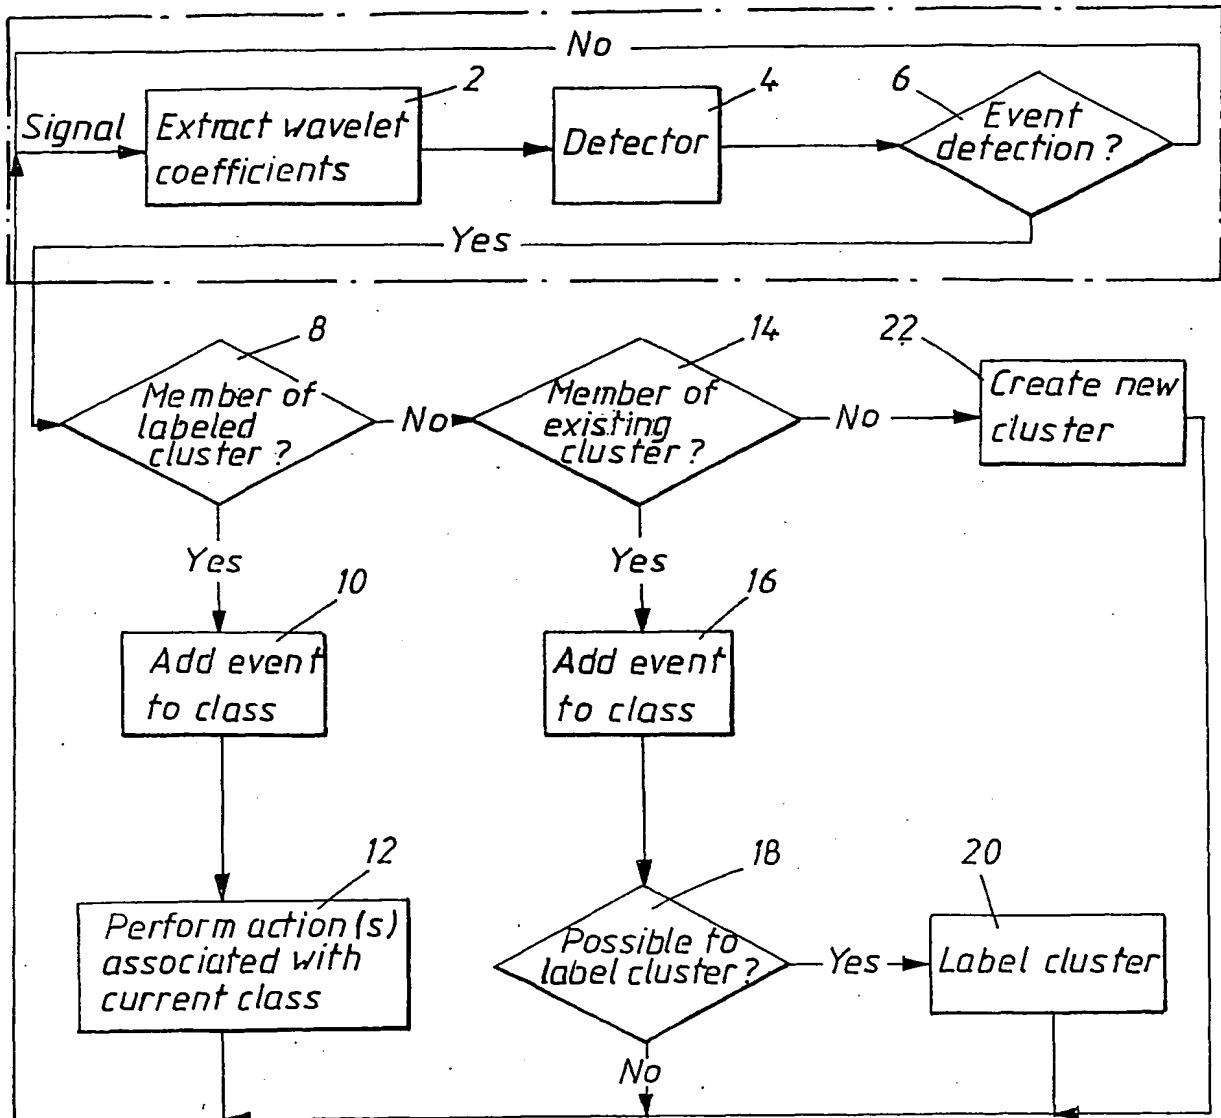 No
2
4
6
Signal
Extract wavelet
coefficients
Detector
Event
detection?
Yes
8
14
22
Member of
labeled
cluster?
No
Member of
existing
cluster?
No
Create new
cluster
Yes
Yes
10
16
Add event
to class
Add event
to class
12
18
20
Perform action(s)
associated with
current class
Possible to
label cluster?
Yes
Label cluster
No